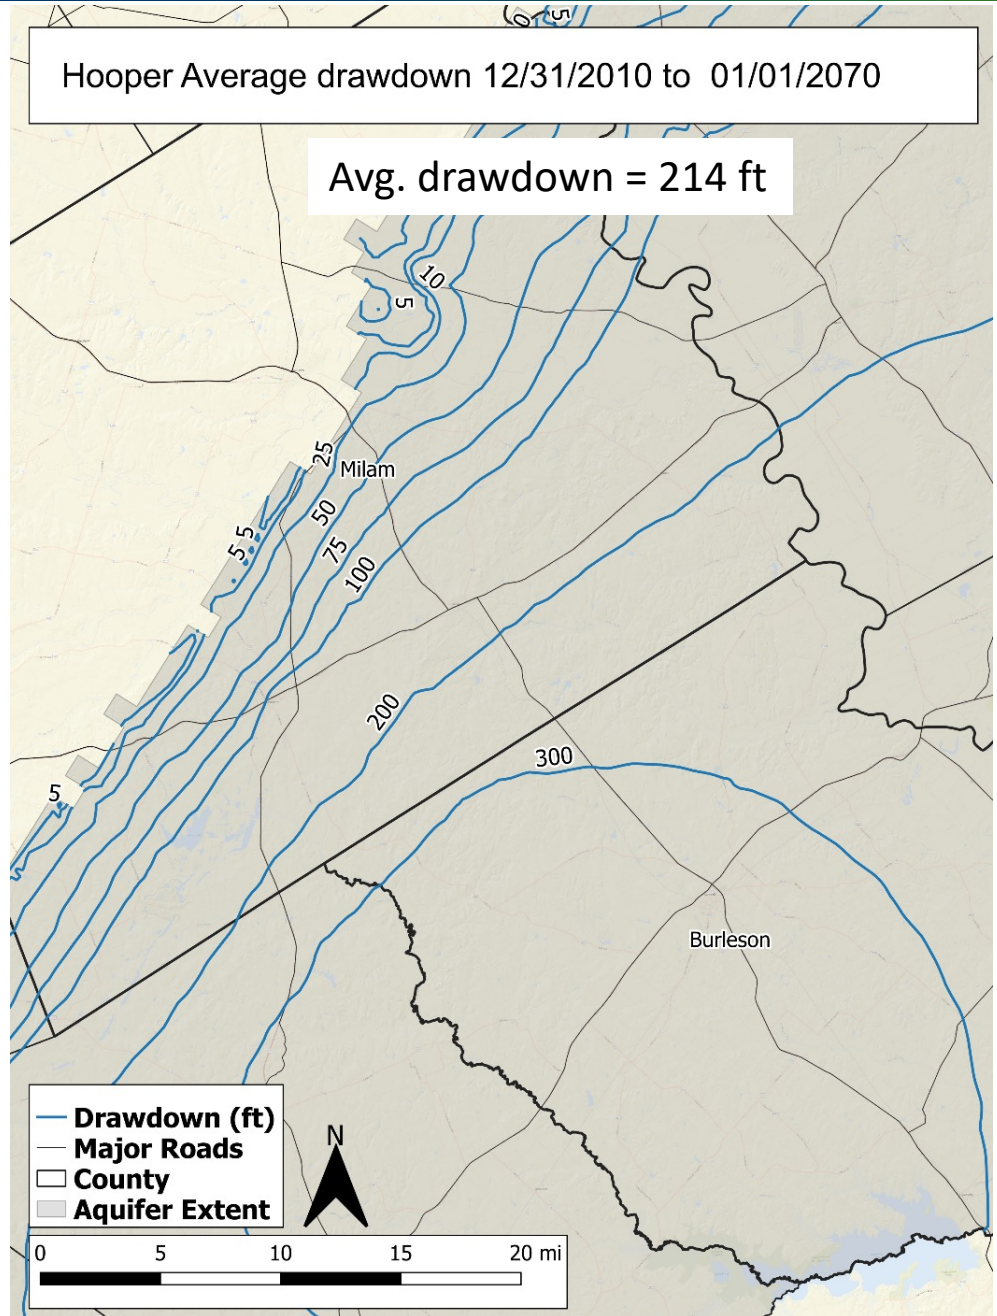 0 5
Hooper Average drawdown 12/31/2010 to 01/01/2070
Avg. drawdown = 214 ft
10
5
25
Milam
50
5
5
75
100
200
300
5
Burleson
Drawdown (ft)
Major Roads
County
Aquifer Extent
N
0 5 10 15 20 mi